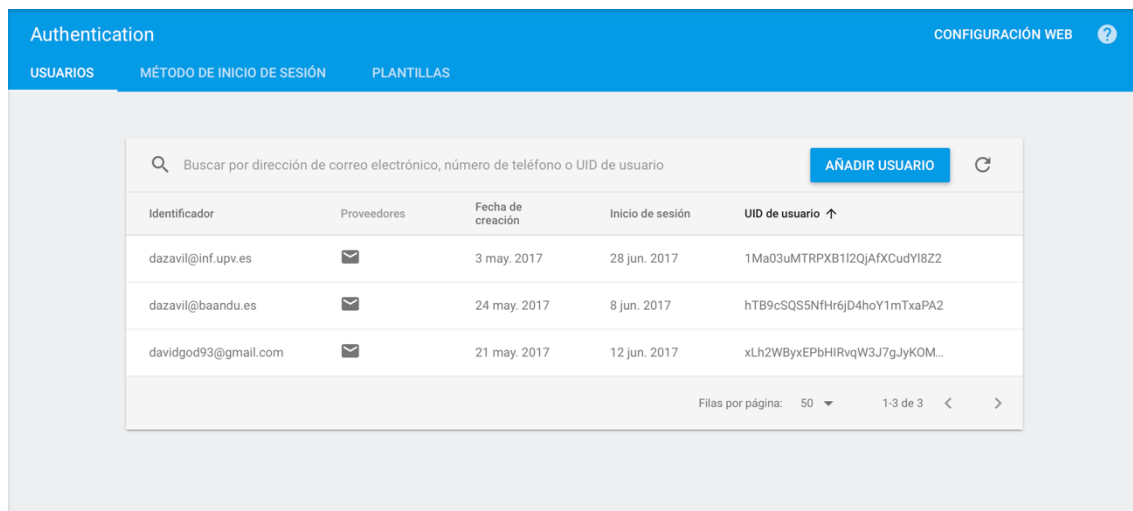 Authentication
CONFIGURACIÓN WEB
USUARIOS MÉTODO DE INICIO DE SESIÓN PLANTILLAS
Buscar por dirección de correo electrónico, número de teléfono o UID de usuario
AÑADIR USUARIO
Identificador Proveedores Fecha de creación Inicio de sesión UID de usuario
dazavil@inf.upv.es 3 may. 2017 28 jun. 2017 1Ma03uMTRPXB1l2QjAfXCudYl8Z2
dazavil@baandu.es 24 may. 2017 8 jun. 2017 hTB9cSQS5NfHr6jD4hoY1mTxaPA2
davidgod93@gmail.com 21 may. 2017 12 jun. 2017 xLh2WByxEPbHIRvqW3J7gJyKOM...
Filas por página: 50 1-3 de 3